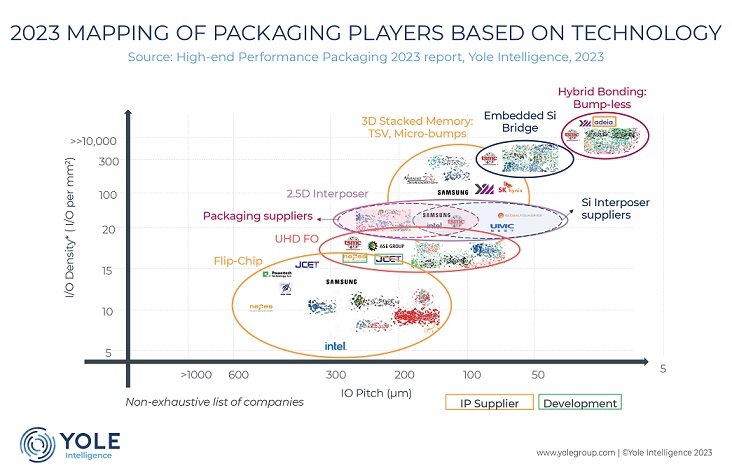 2023 MAPPING OF PACKAGING PLAYERS BASED ON TECHNOLOGY
Source: High-end Performance Packaging 2023 report, Yole Intelligence, 2023
Hybrid Bonding:
Bump-less
Embedded Si
Bridge
3D Stacked Memory:
TSV, Micro-bumps
adeia
tsmc
tsmc
SAMSUNG
SK hynix
2.5D Interposer
Packaging suppliers
SAMSUNG
intel
tsmc
UMC
Si Interposer
suppliers
UHD FO
tsmc
ASE GROUP
nepes
JCET
Flip-Chip
Powertech
JCET
SAMSUNG
nepes
intel
I/O Density* ( I/O per mm²)
>>10,000
300
100
20
15
10
5
>1000
600
300
200
100
50
5
IO Pitch (µm)
Non-exhaustive list of companies
IP Supplier
Development
YOLE
Intelligence
www.yolegroup.com | ©Yole Intelligence 2023